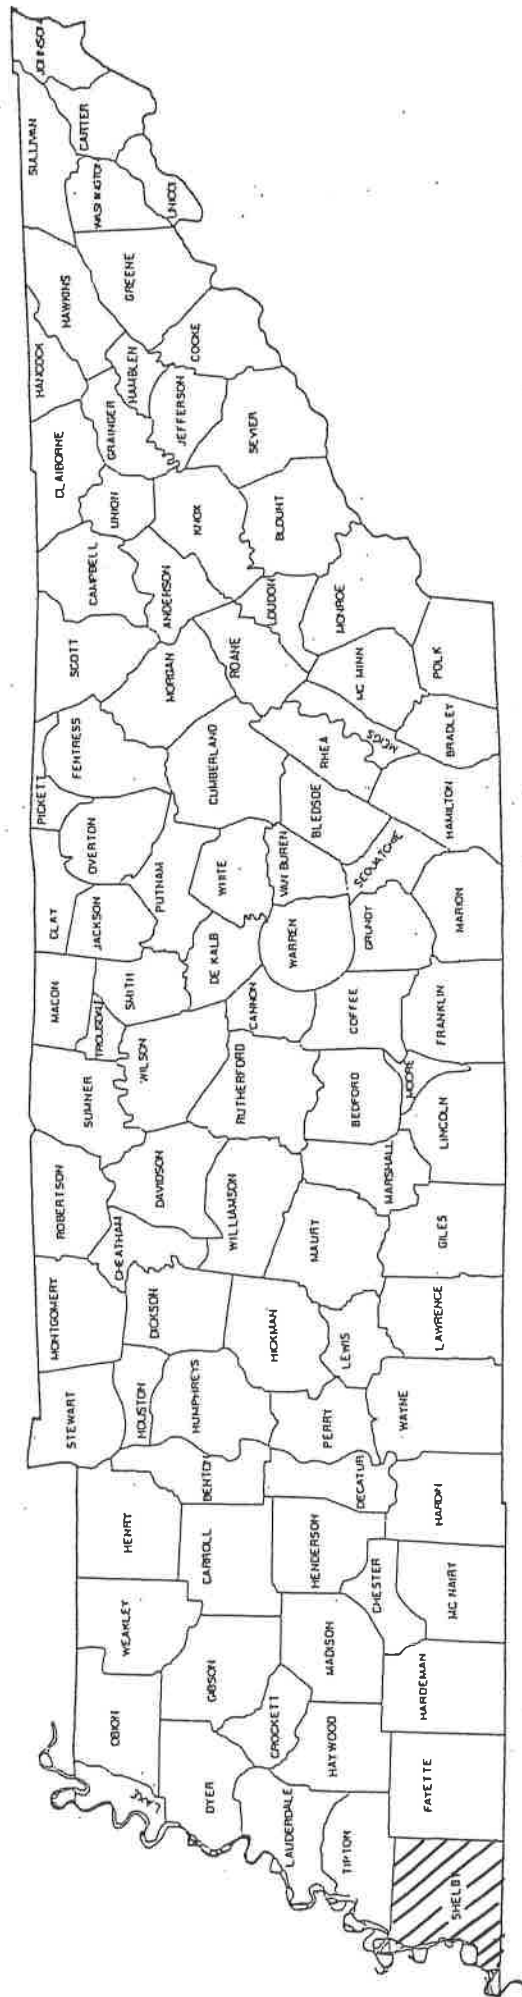 JOHNSON
SULLIVAN
CARTER
WASHINGTON
UNICOI
HAWKINS
GREENE
HANCOCK
HAMBLEN
COCKE
GRAINGER
JEFFERSON
CLAIBORNE
SEVIER
UNION
KNOX
BLOUNT
CAMPBELL
ANDERSON
LOUDON
MONROE
SCOTT
MORGAN
ROANE
MC MINN
POLK
FENTRESS
CUMBERLAND
RHEA
MEIGS
BRADLEY
PICKETT
OVERTON
BLEDSOE
HAMILTON
PUTNAM
WHITE
VAN BUREN
SEQUATCHIE
CLAY
JACKSON
DE KALB
WARREN
GRUNDY
MARION
MACON
SMITH
CANNON
COFFEE
FRANKLIN
TROUSDALE
WILSON
SUMNER
RUTHERFORD
BEDFORD
MOORE
LINCOLN
ROBERTSON
DAVIDSON
WILLIAMSON
MARSHALL
CHEATHAM
MAURY
GILES
MONTGOMERY
DICKSON
HICKMAN
LEWIS
LAWRENCE
STEWART
HOUSTON
HUMPHREYS
PERRY
WAYNE
BENTON
DECATUR
HARDIN
HENRY
CARROLL
HENDERSON
CHESTER
MC NAIRY
WEAKLEY
GIBSON
MADISON
HARDEMAN
OBION
CROCKETT
HAYWOOD
FAYETTE
LAKE
DYER
LAUDERDALE
TIPTON
SHELBY